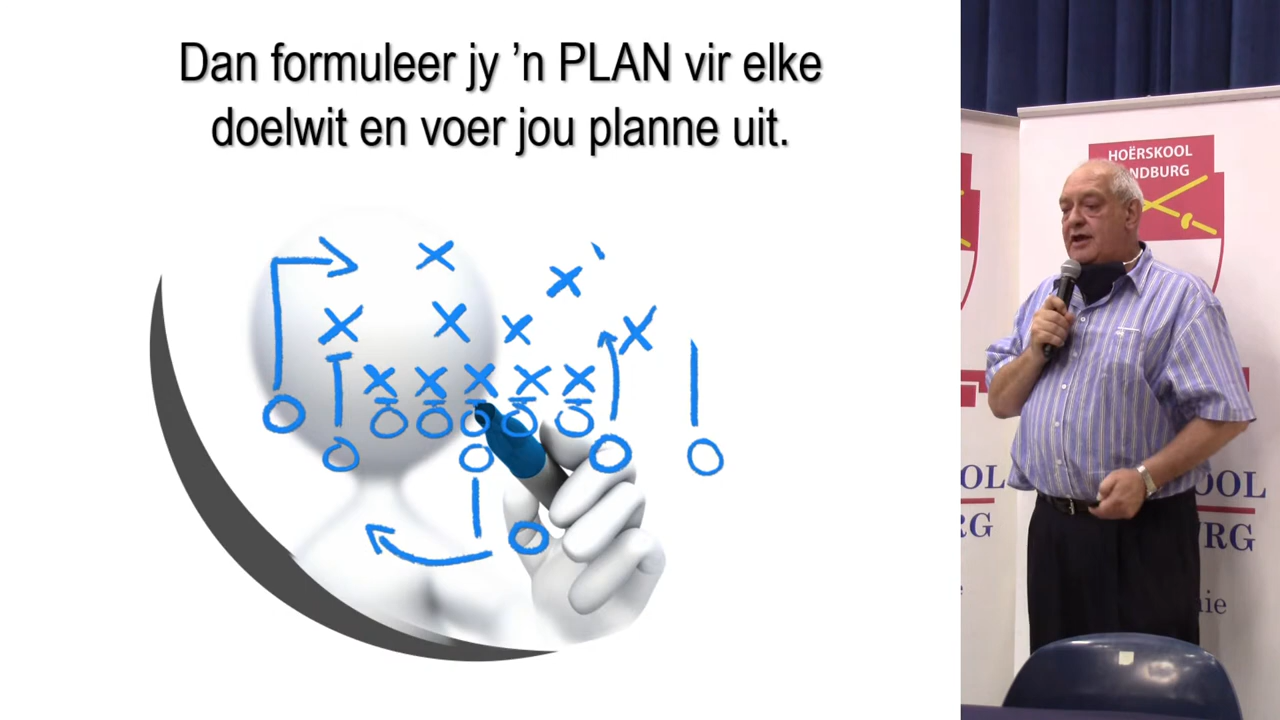 Dan formuleer jy ’n PLAN vir elke
doelwit en voer jou planne uit.
HOËRSKOOL